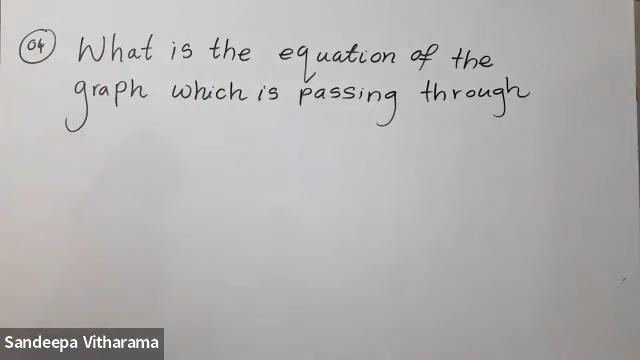 04 What is the equation of the
graph which is passing through
Sandeepa Vitharama